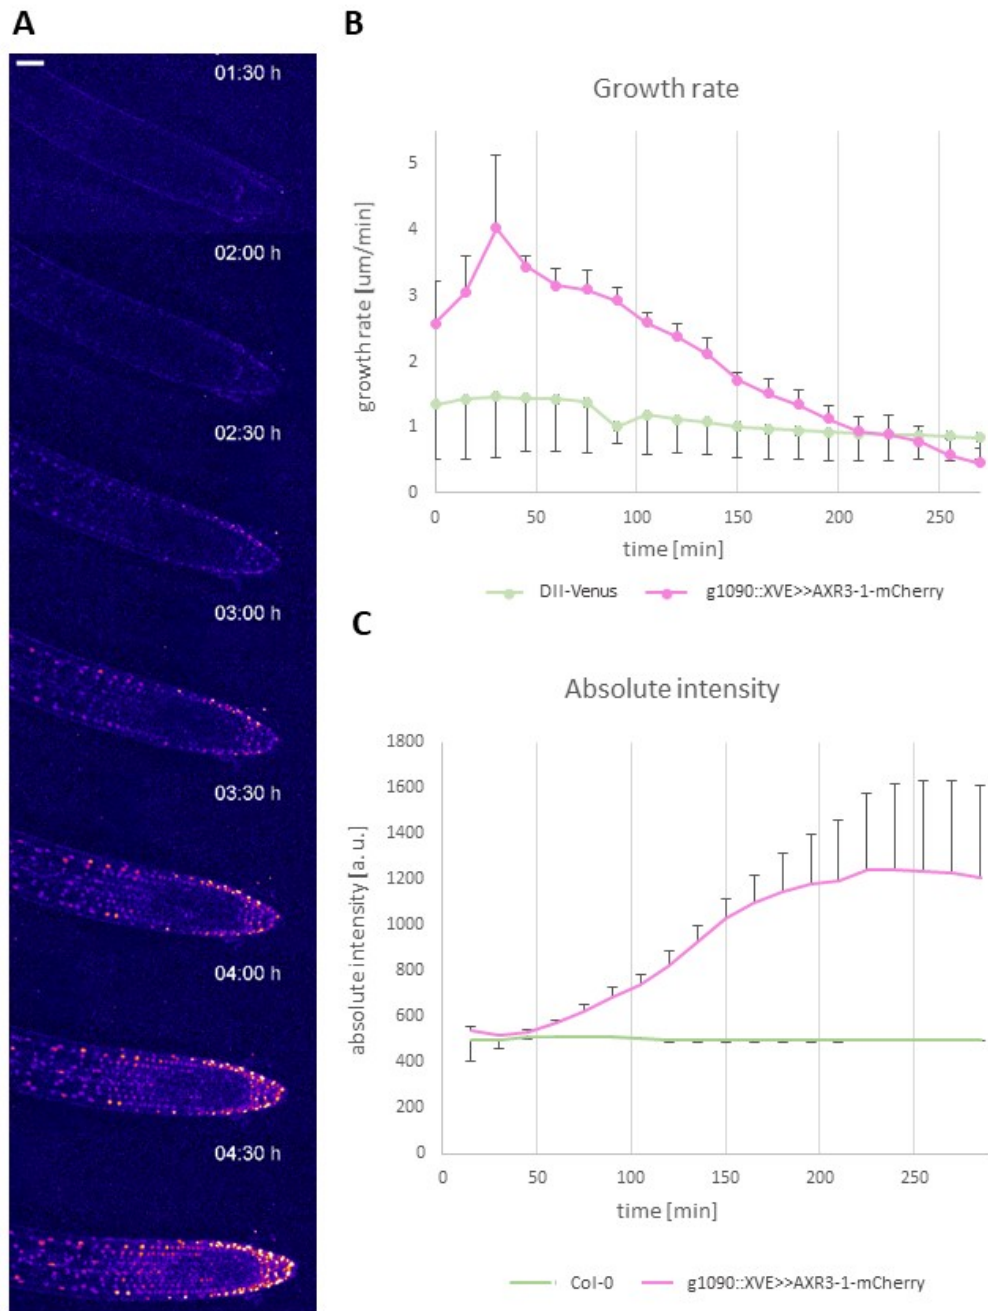 A
01:30 h
02:00 h
02:30 h
03:00 h
03:30 h
04:00 h
04:30 h
B
Growth rate
growth rate [um/min]
5
4
3
2
1
0
0 50 100 150 200 250
time [min]
DII-Venus g1090::XVE>>AXR3-1-mCherry
C
Absolute intensity
absolute intensity [a. u.]
1800
1600
1400
1200
1000
800
600
400
200
0
0 50 100 150 200 250
time [min]
Col-0 g1090::XVE>>AXR3-1-mCherry